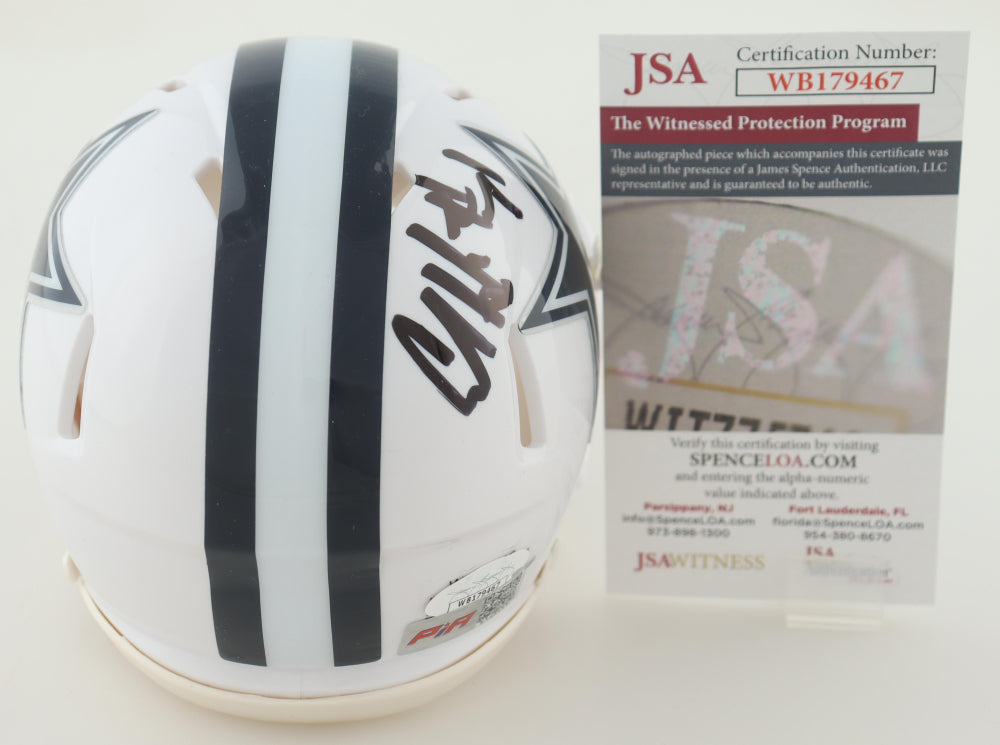 JSA
Certification Number:
WB179467
The Witnessed Protection Program
The autographed piece which accompanies this certificate was
signed in the presence of a James Spence Authentication, LLC
representative and is guaranteed to be authentic.
JSA
Verify this certification by visiting
SPENCELOA.COM
and entering the alpha-numeric
value indicated above.
Parsippany, NJ
info@SpenceLOA.com
973-898-1300
Fort Lauderdale, FL
florida@SpenceLOA.com
954-380-8670
JSAWITNESS
JSA
WB179467
PiA